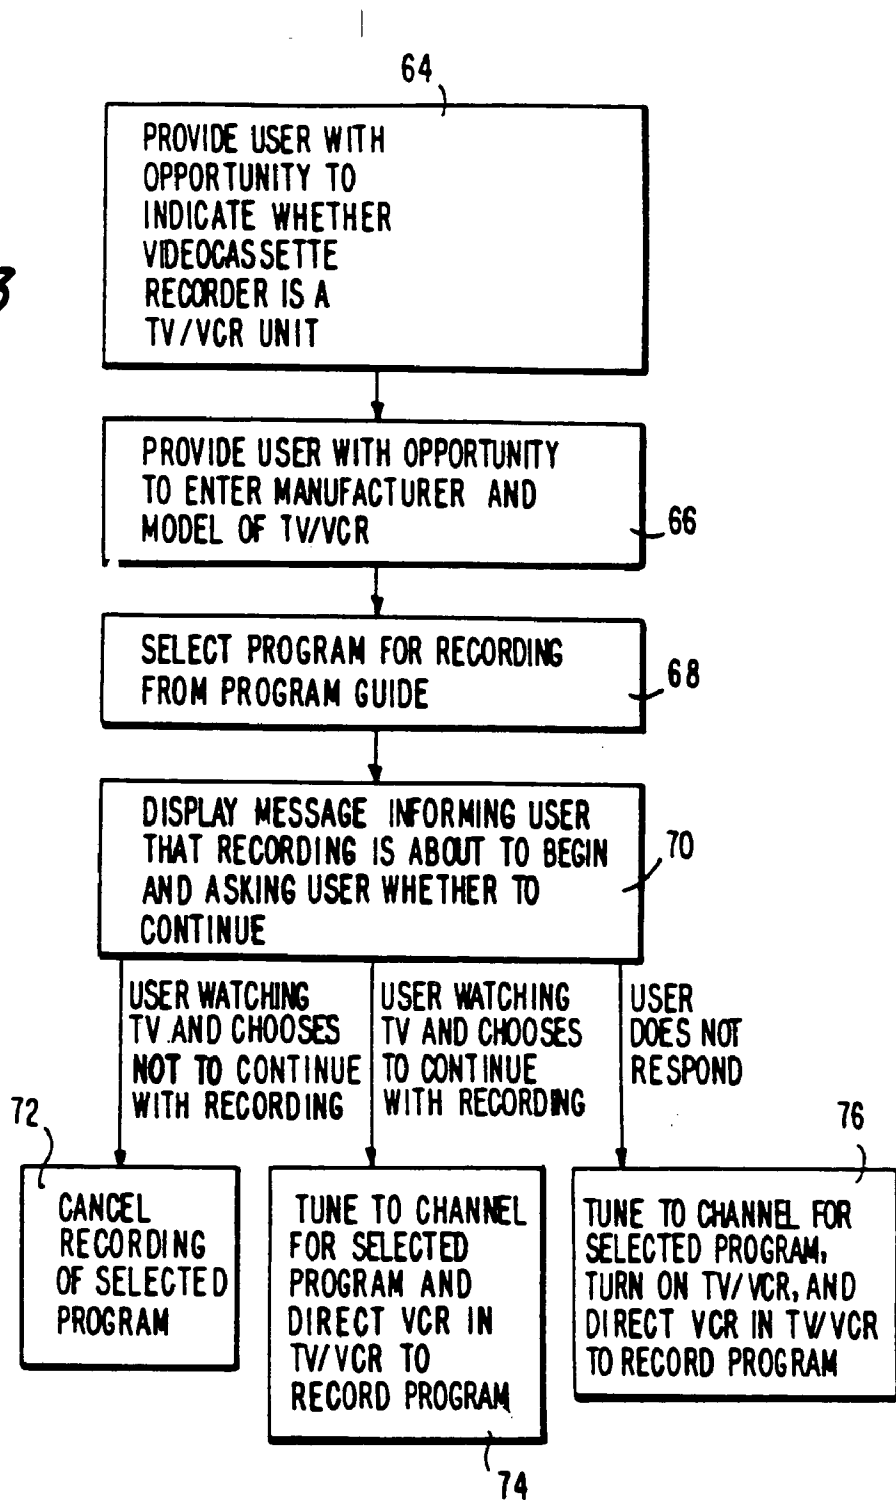 64
PROVIDE USER WITH
OPPORTUNITY TO
INDICATE WHETHER
VIDEOCASSETTE
RECORDER IS A
TV/VCR UNIT
3
PROVIDE USER WITH OPPORTUNITY
TO ENTER MANUFACTURER AND
MODEL OF TV/VCR
66
SELECT PROGRAM FOR RECORDING
FROM PROGRAM GUIDE
68
DISPLAY MESSAGE INFORMING USER
THAT RECORDING IS ABOUT TO BEGIN
AND ASKING USER WHETHER TO
CONTINUE
70
USER WATCHING
TV AND CHOOSES
NOT TO CONTINUE
WITH RECORDING
USER WATCHING
TV AND CHOOSES
TO CONTINUE
WITH RECORDING
USER
DOES NOT
RESPOND
72
CANCEL
RECORDING
OF SELECTED
PROGRAM
TUNE TO CHANNEL
FOR SELECTED
PROGRAM AND
DIRECT VCR IN
TV/VCR TO
RECORD PROGRAM
74
76
TUNE TO CHANNEL FOR
SELECTED PROGRAM,
TURN ON TV/VCR, AND
DIRECT VCR IN TV/VCR
TO RECORD PROGRAM